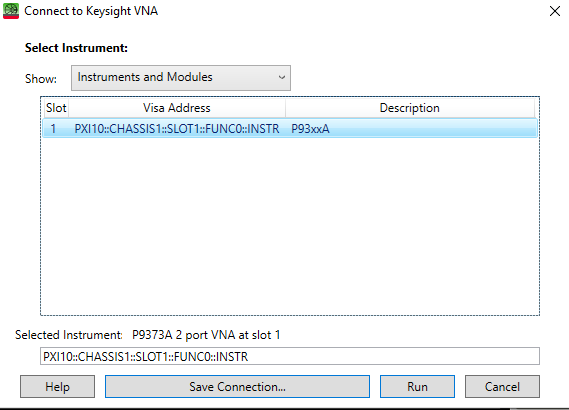 Connect to Keysight VNA
Select Instrument:
Show: Instruments and Modules
Slot Visa Address Description
1 PXI10::CHASSIS1::SLOT1::FUNC0::INSTR P93xxA
Selected Instrument: P9373A 2 port VNA at slot 1
PXI10::CHASSIS1::SLOT1::FUNC0::INSTR
Help Save Connection... Run Cancel